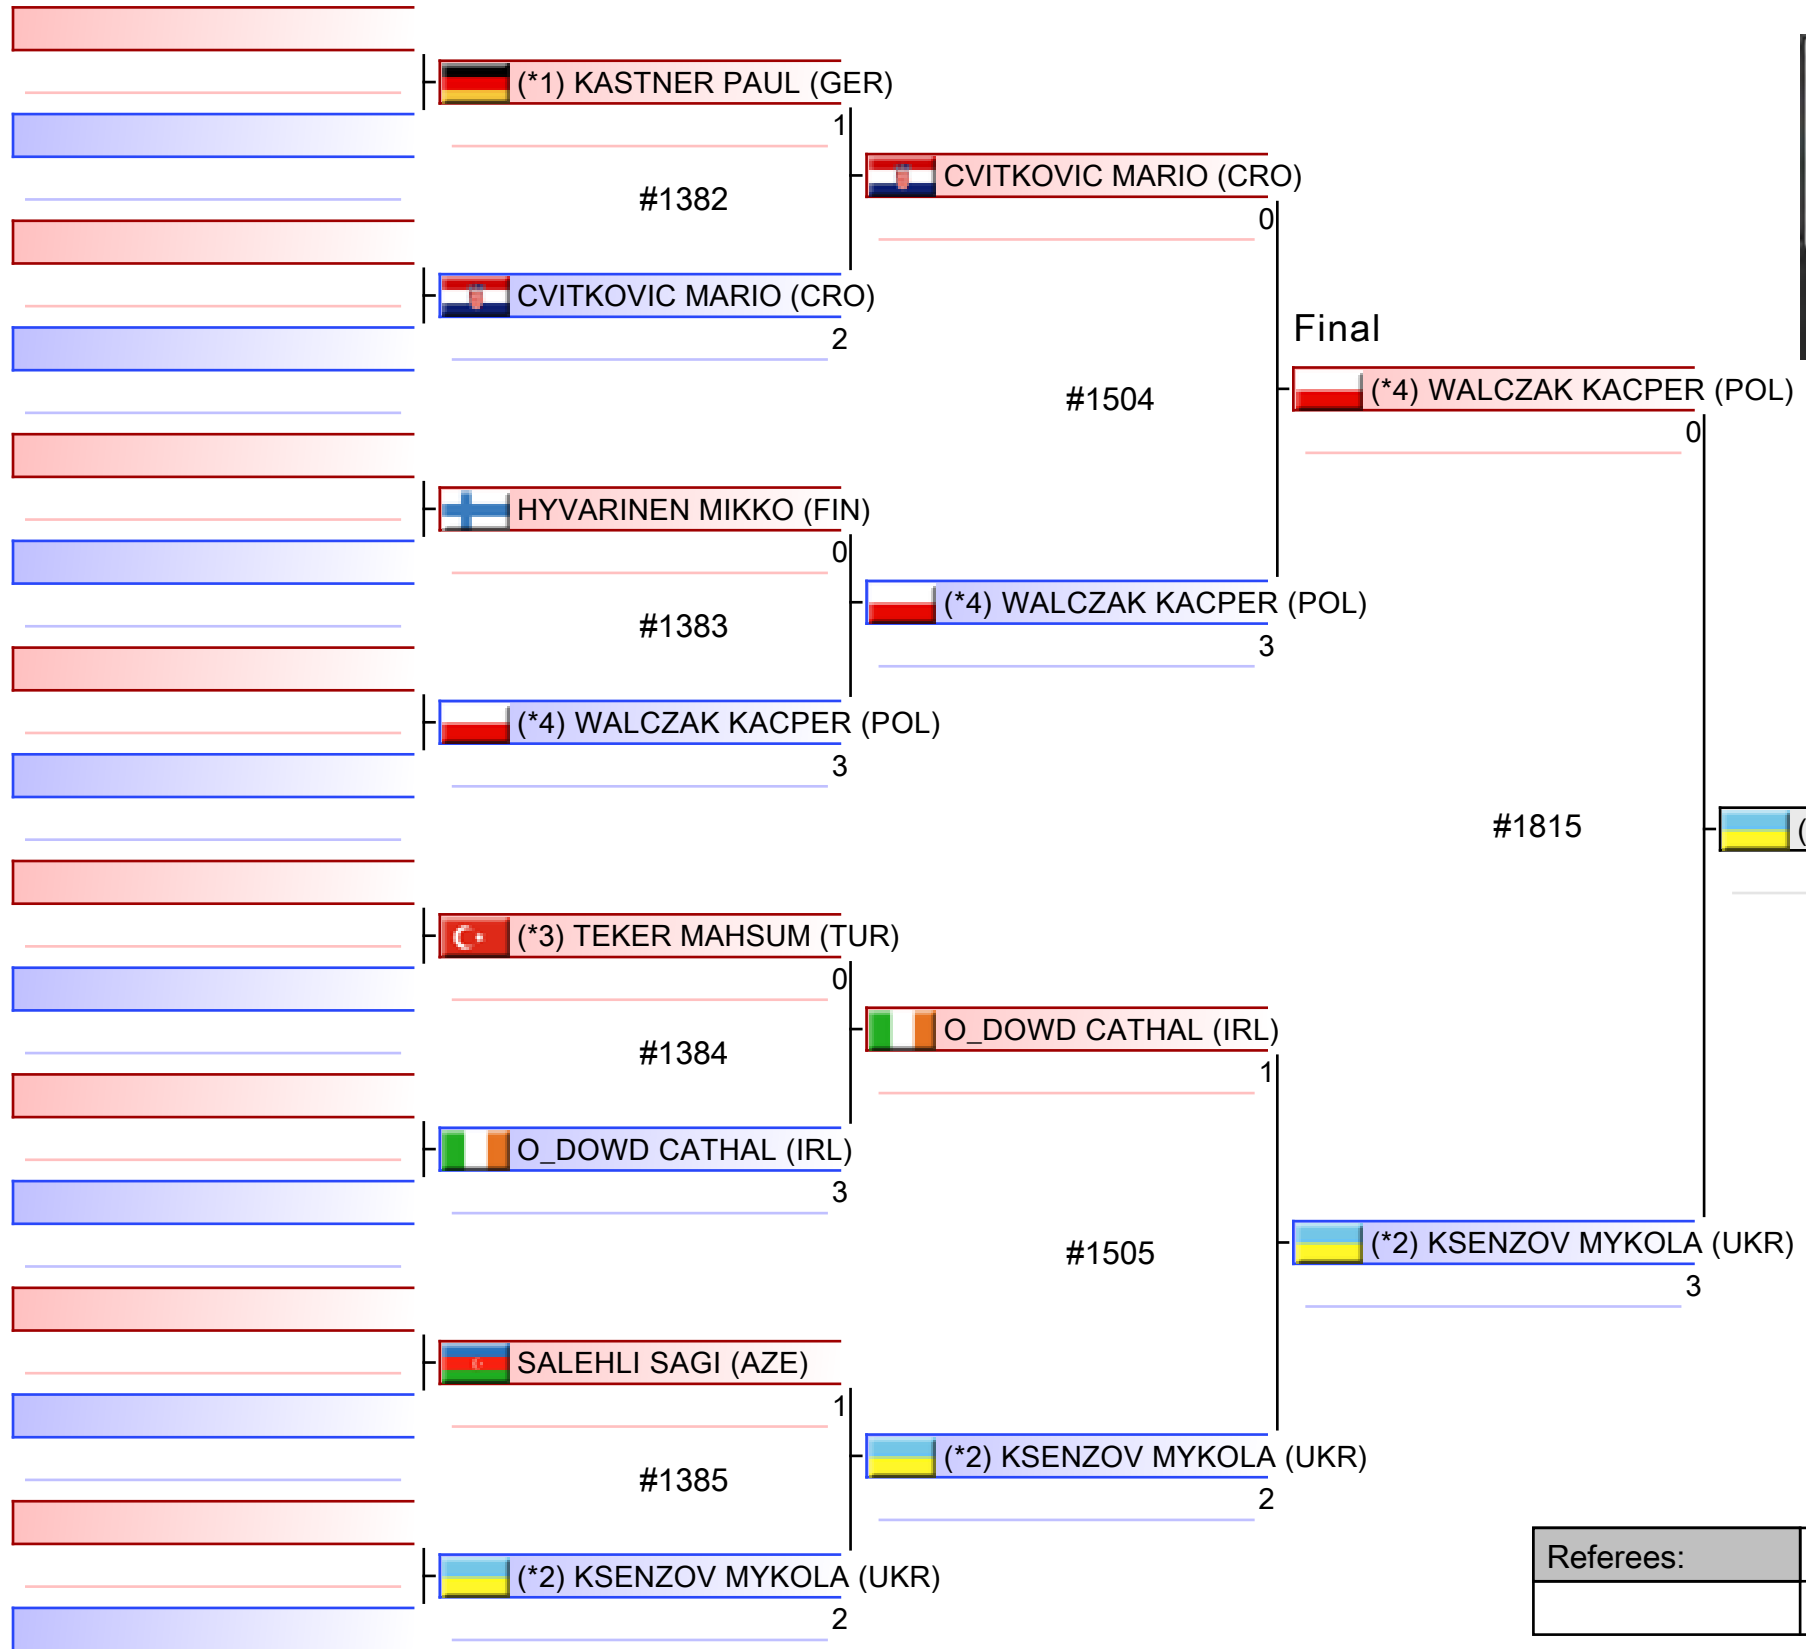 (*1) KASTNER PAUL (GER)
1
CVITKOVIC MARIO (CRO)
#1382
0
CVITKOVIC MARIO (CRO)
2
Final
(*4) WALCZAK KACPER (POL)
#1504
0
HYVARINEN MIKKO (FIN)
0
(*4) WALCZAK KACPER (POL)
#1383
3
(*4) WALCZAK KACPER (POL)
3
#1815
(
(*3) TEKER MAHSUM (TUR)
0
O_DOWD CATHAL (IRL)
#1384
1
O_DOWD CATHAL (IRL)
3
(*2) KSENZOV MYKOLA (UKR)
#1505
3
SALEHLI SAGI (AZE)
1
(*2) KSENZOV MYKOLA (UKR)
#1385
2
Referees:
(*2) KSENZOV MYKOLA (UKR)
2